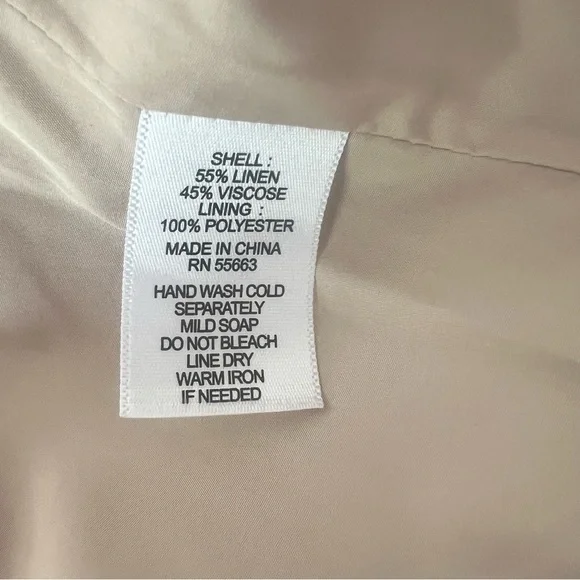 SHELL :
55% LINEN
45% VISCOSE
LINING :
100% POLYESTER
MADE IN CHINA
RN 55663
HAND WASH COLD
SEPARATELY
MILD SOAP
DO NOT BLEACH
LINE DRY
WARM IRON
IF NEEDED